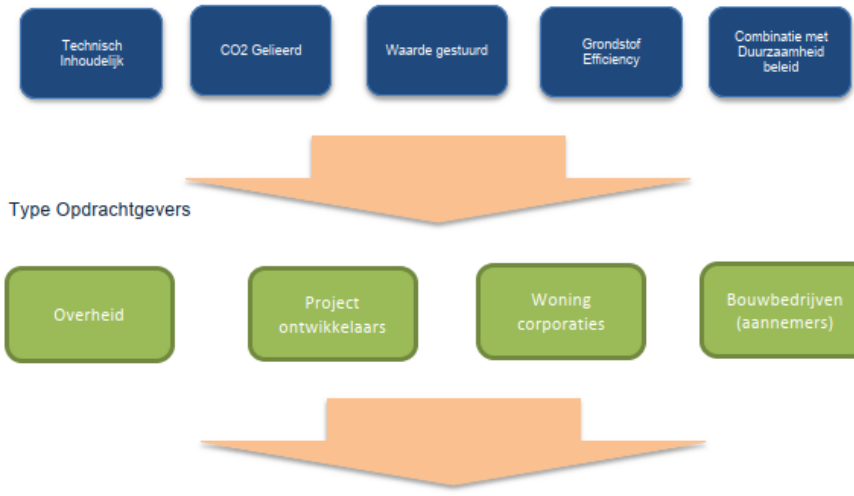 Technisch
Inhoudelijk
CO2 Gelieerd
Waarde gestuurd
Grondstof
Efficiency
Combinatie met
Duurzaamheid
beleid
Type Opdrachtgevers
Overheid
Project
ontwikkelaars
Woning
corporaties
Bouwbedrijven
(aannemers)